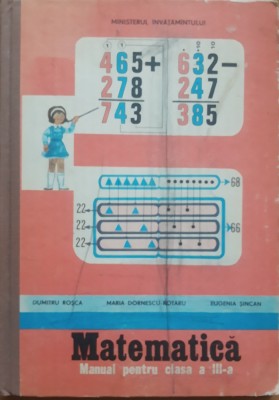 MINISTERUL ÎNVĂȚĂMÎNTULUI
465+ 632-
278 247
743 385
68
22 66
22
22
DUMITRU ROȘCA MARIA DORNESCU ROTARU EUGENIA ȘINCAN
Matematică
Manual pentru clasa a III-a